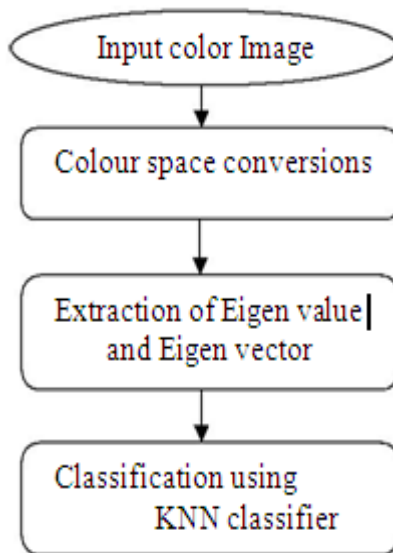 Input color Image
Colour space conversions
Extraction of Eigen value
and Eigen vector
Classification using
KNN classifier